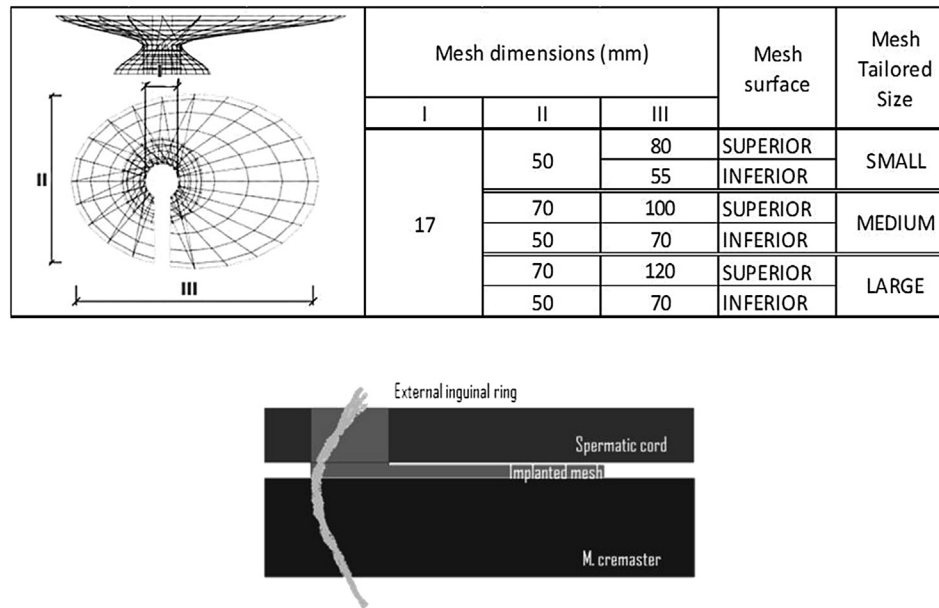 Mesh dimensions (mm)
Mesh surface
Mesh Tailored Size
I
II
III
I
II
III
17
50
80
SUPERIOR
SMALL
55
INFERIOR
70
100
SUPERIOR
MEDIUM
50
70
INFERIOR
70
120
SUPERIOR
LARGE
50
70
INFERIOR
External inguinal ring
Spermatic cord
Implanted mesh
M. cremaster